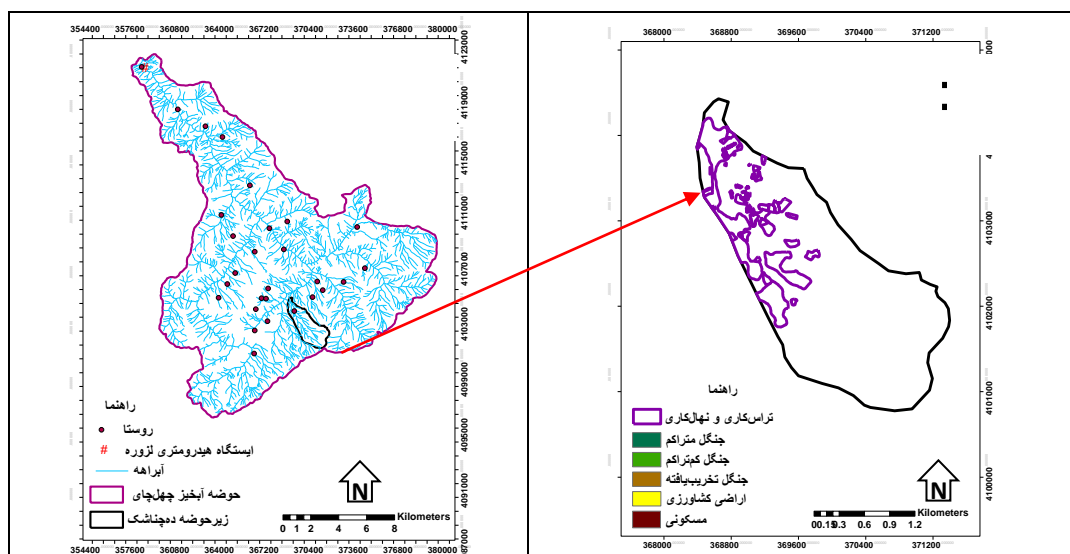 354400 357600 360800 364000 367200 370400 373600 376800 380000
4123000
4119000
4115000
4111000
4107000
4103000
4099000
4095000
4091000
راهنما
روستا
# ایستگاه هیدرومتری لزوره
آبراهه
حوضه آبخیز چهل‌چای
زیرحوضه ده‌چناشک
N
Kilometers
0 1 2 4 6 8
354400 357600 360800 364000 367200 370400 373600 376800 380000
368000 368800 369600 370400 371200
4103000
4102000
4101000
4100000
راهنما
تراس‌کاری و نهال‌کاری
جنگل متراکم
جنگل کم‌تراکم
جنگل تخریب‌یافته
اراضی کشاورزی
مسکونی
N
Kilometers
0 0.15 0.3 0.6 0.9 1.2
368000 368800 369600 370400 371200